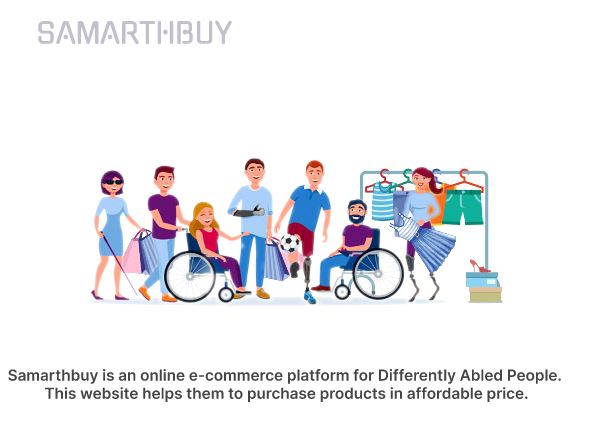 SAMARTHBUY
Samarthbuy is an online e-commerce platform for Differently Abled People.
This website helps them to purchase products in affordable price.